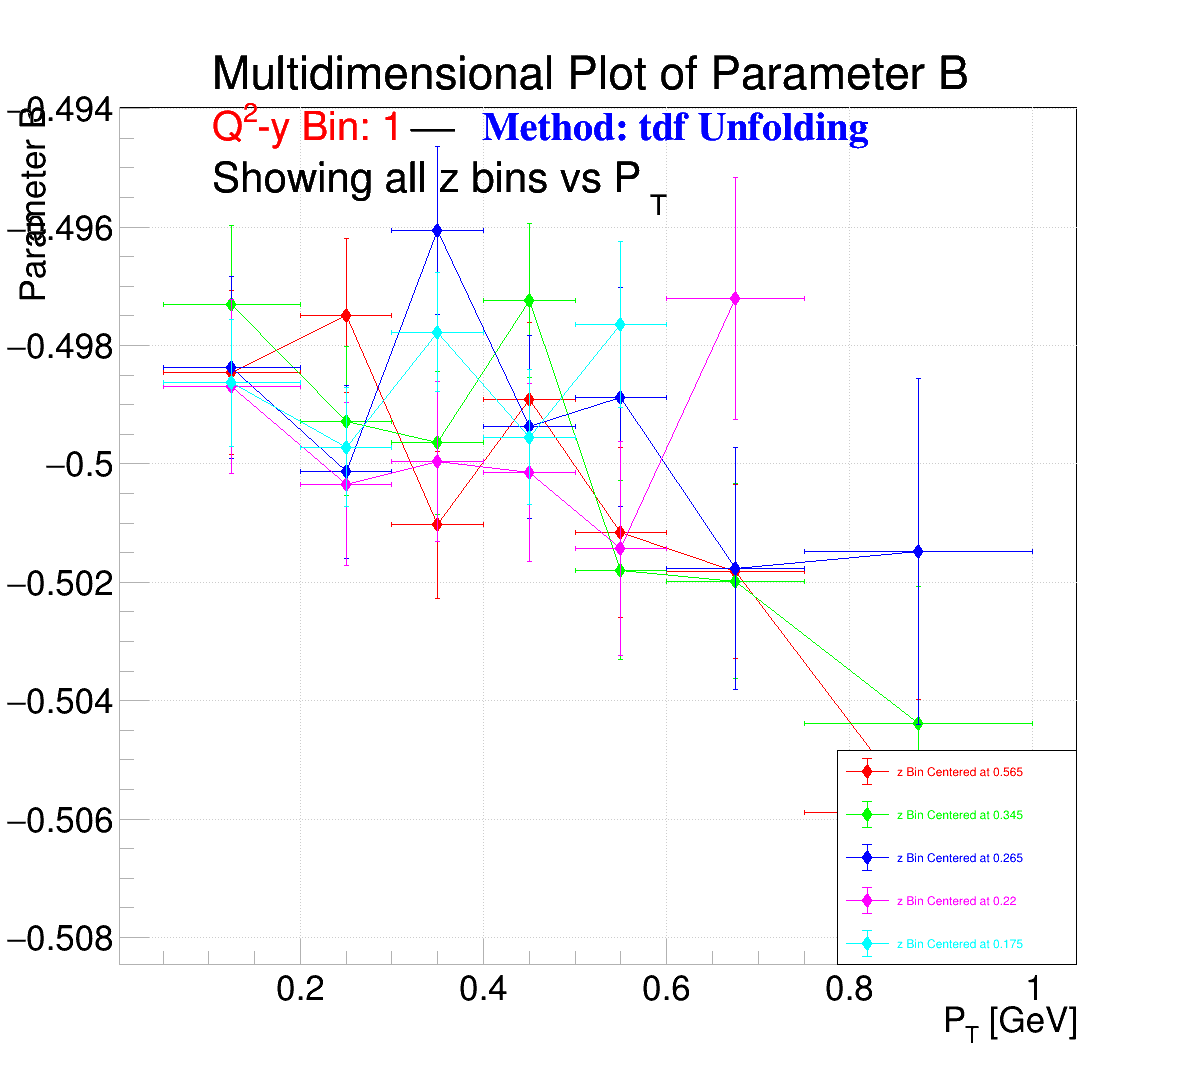 Multidimensional Plot of Parameter B
Q²-y Bin: 1 — Method: tdf Unfolding
Showing all z bins vs P_T
Parameter B
−0.494
−0.496
−0.498
−0.5
−0.502
−0.504
−0.506
−0.508
z Bin Centered at 0.565
z Bin Centered at 0.345
z Bin Centered at 0.265
z Bin Centered at 0.22
z Bin Centered at 0.175
0.2 0.4 0.6 0.8 1
P_T [GeV]